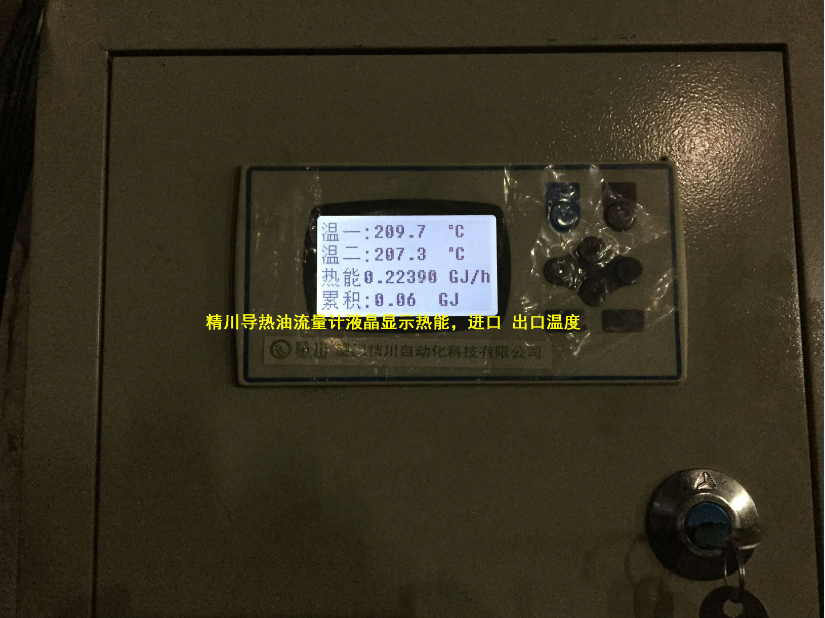 温一:209.7 °C
温二:207.3 °C
热能0.22390 GJ/h
累积:0.06 GJ
精川导热油流量计液晶显示热能，进口 出口温度
精川 精川自动化科技有限公司